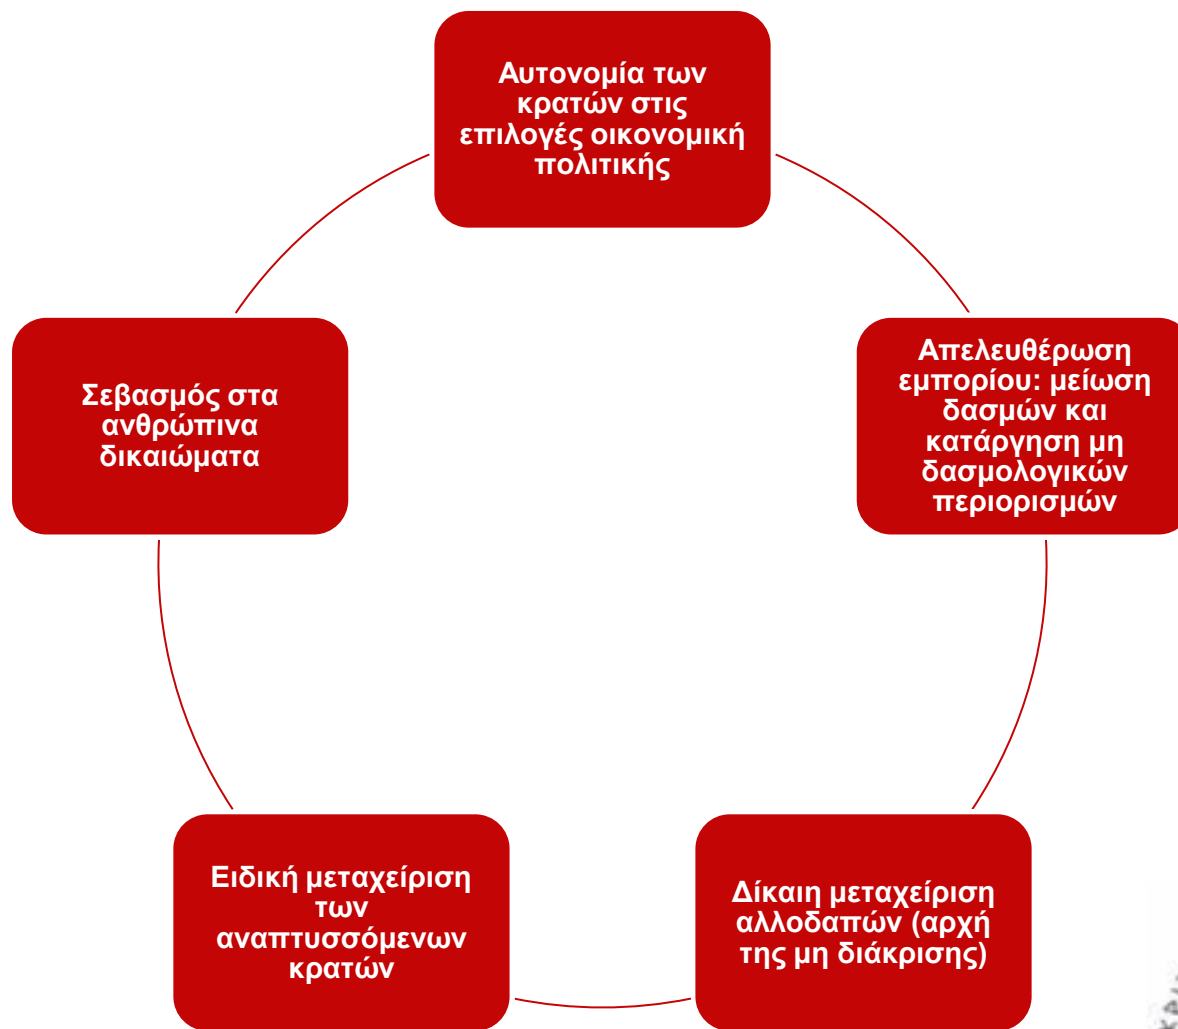 Αυτονομία των
κρατών στις
επιλογές οικονομική
πολιτικής
Απελευθέρωση
εμπορίου: μείωση
δασμών και
κατάργηση μη
δασμολογικών
περιορισμών
Δίκαιη μεταχείριση
αλλοδαπών (αρχή
της μη διάκρισης)
Ειδική μεταχείριση
των
αναπτυσσόμενων
κρατών
Σεβασμός στα
ανθρώπινα
δικαιώματα